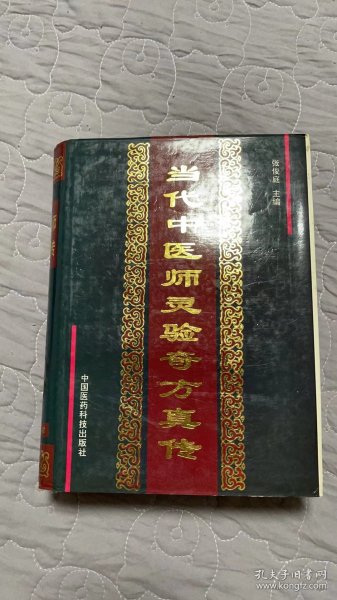 张俊庭 主编
当代中医师灵验奇方真传
中国医药科技出版社
孔夫子旧书网